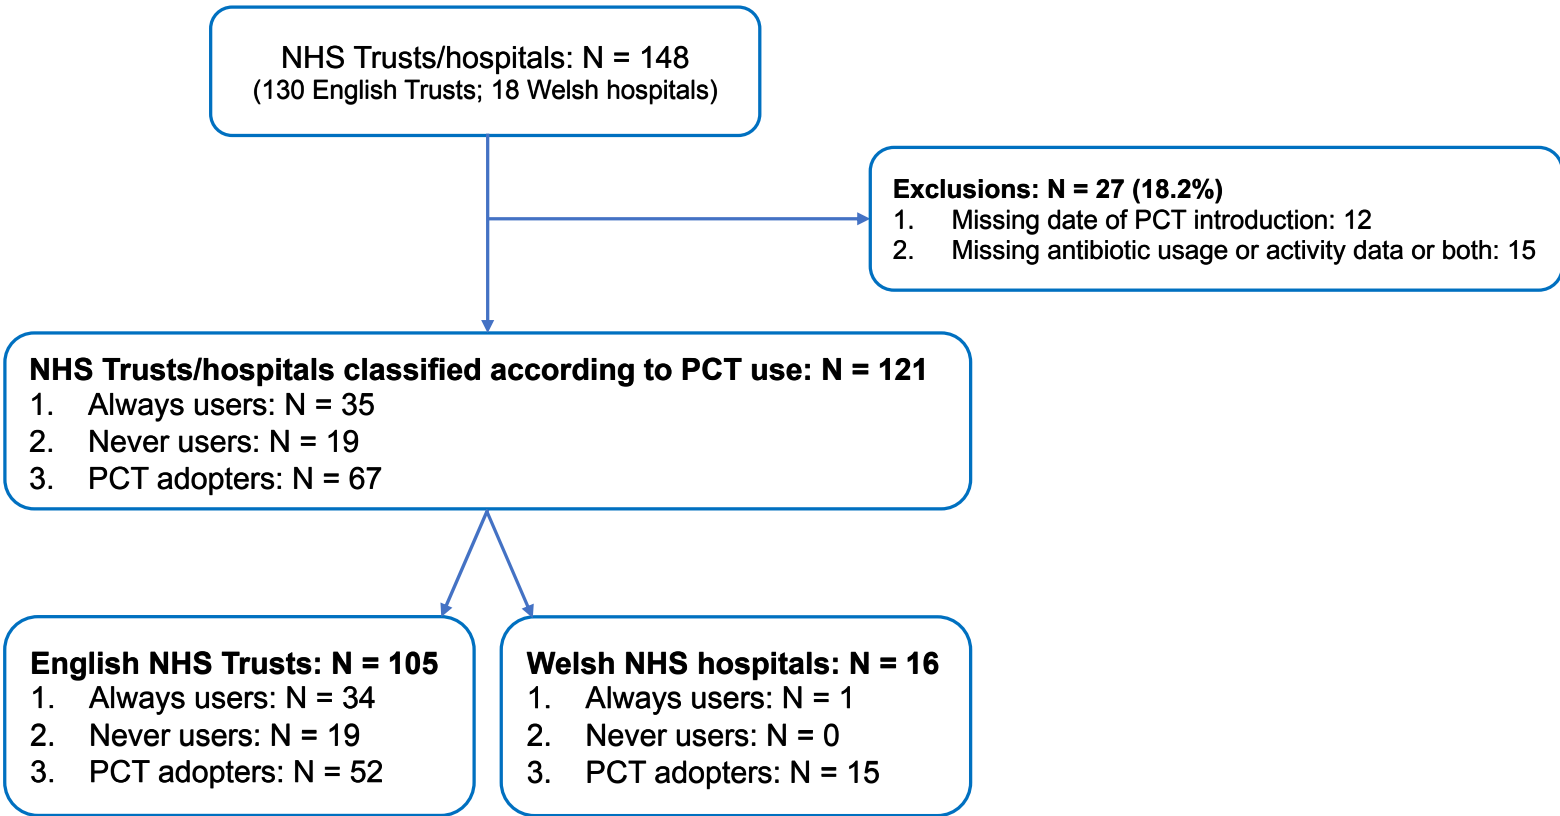 NHS Trusts/hospitals: N = 148
(130 English Trusts; 18 Welsh hospitals)
Exclusions: N = 27 (18.2%)
1. Missing date of PCT introduction: 12
2. Missing antibiotic usage or activity data or both: 15
NHS Trusts/hospitals classified according to PCT use: N = 121
1. Always users: N = 35
2. Never users: N = 19
3. PCT adopters: N = 67
English NHS Trusts: N = 105
1. Always users: N = 34
2. Never users: N = 19
3. PCT adopters: N = 52
Welsh NHS hospitals: N = 16
1. Always users: N = 1
2. Never users: N = 0
3. PCT adopters: N = 15